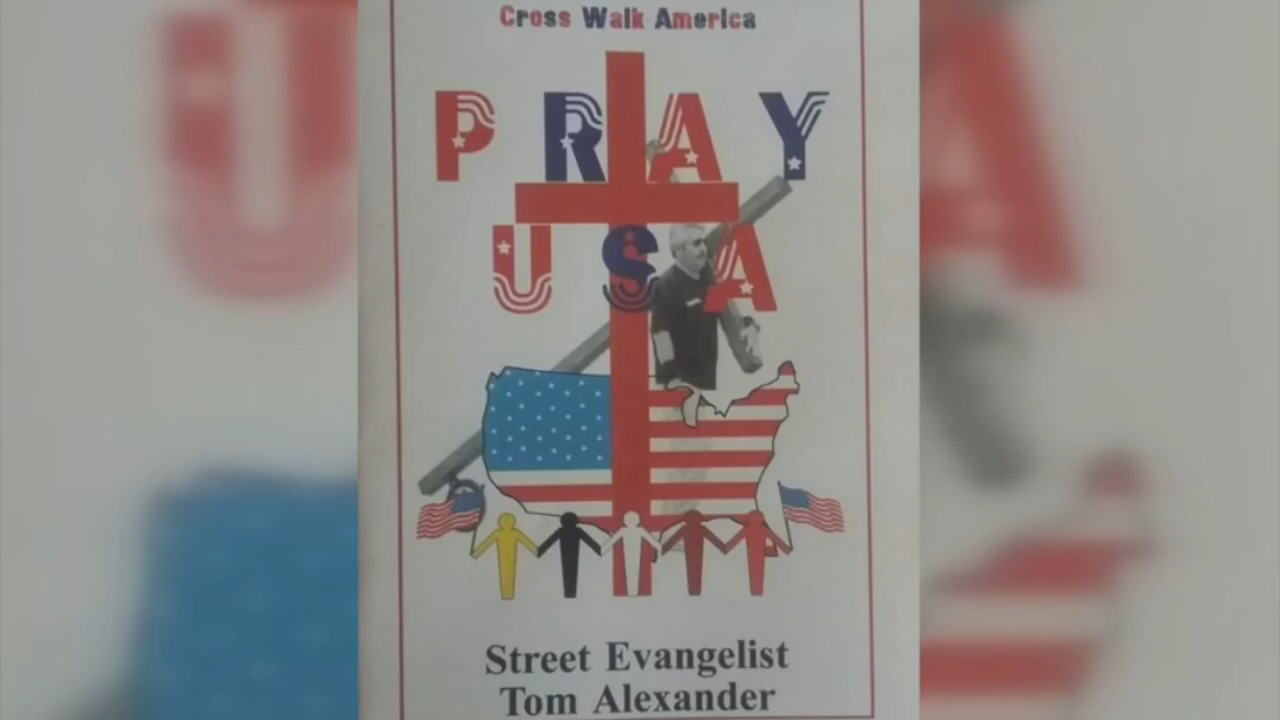 Cross Walk America
PRAY
USA
Street Evangelist
Tom Alexander